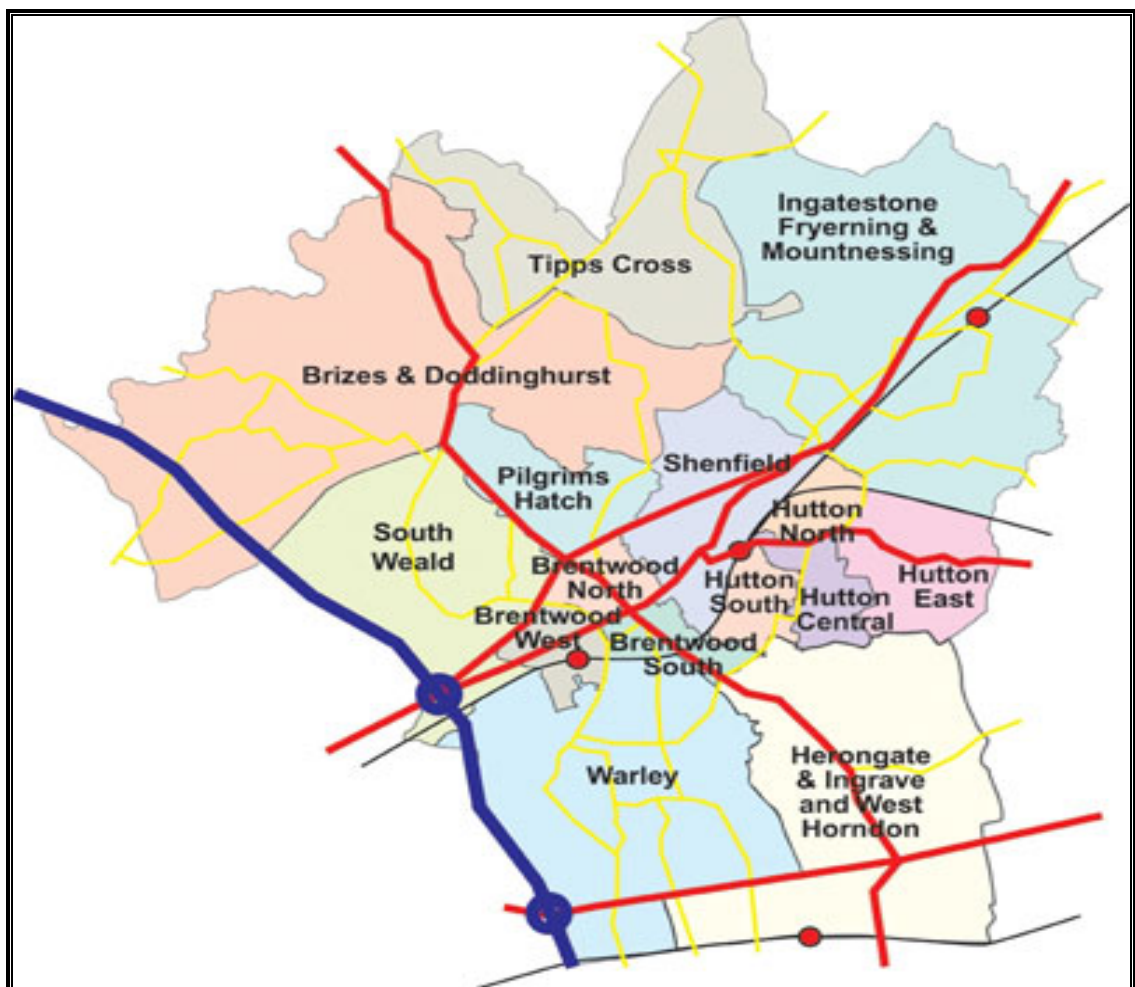 Ingatestone
Fryerning &
Mountnessing
Tipps Cross
Brizes & Doddinghurst
Shenfield
Pilgrims
Hatch
Hutton
North
South
Weald
Brentwood
North
Hutton
South
Hutton
East
Hutton
Central
Brentwood
West
Brentwood
South
Warley
Herongate
& Ingrave
and West
Horndon